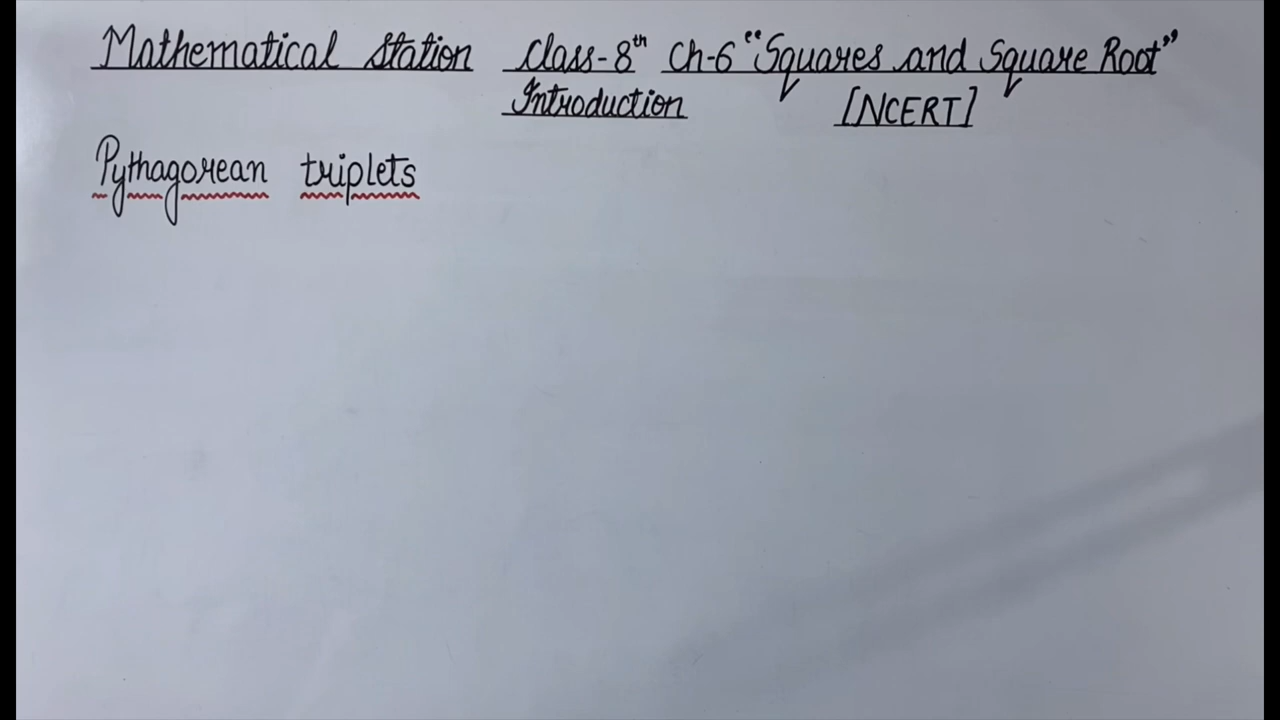 Mathematical Station Class-8th Ch-6 "Squares and Square Root"
Introduction [NCERT]
Pythagorean triplets